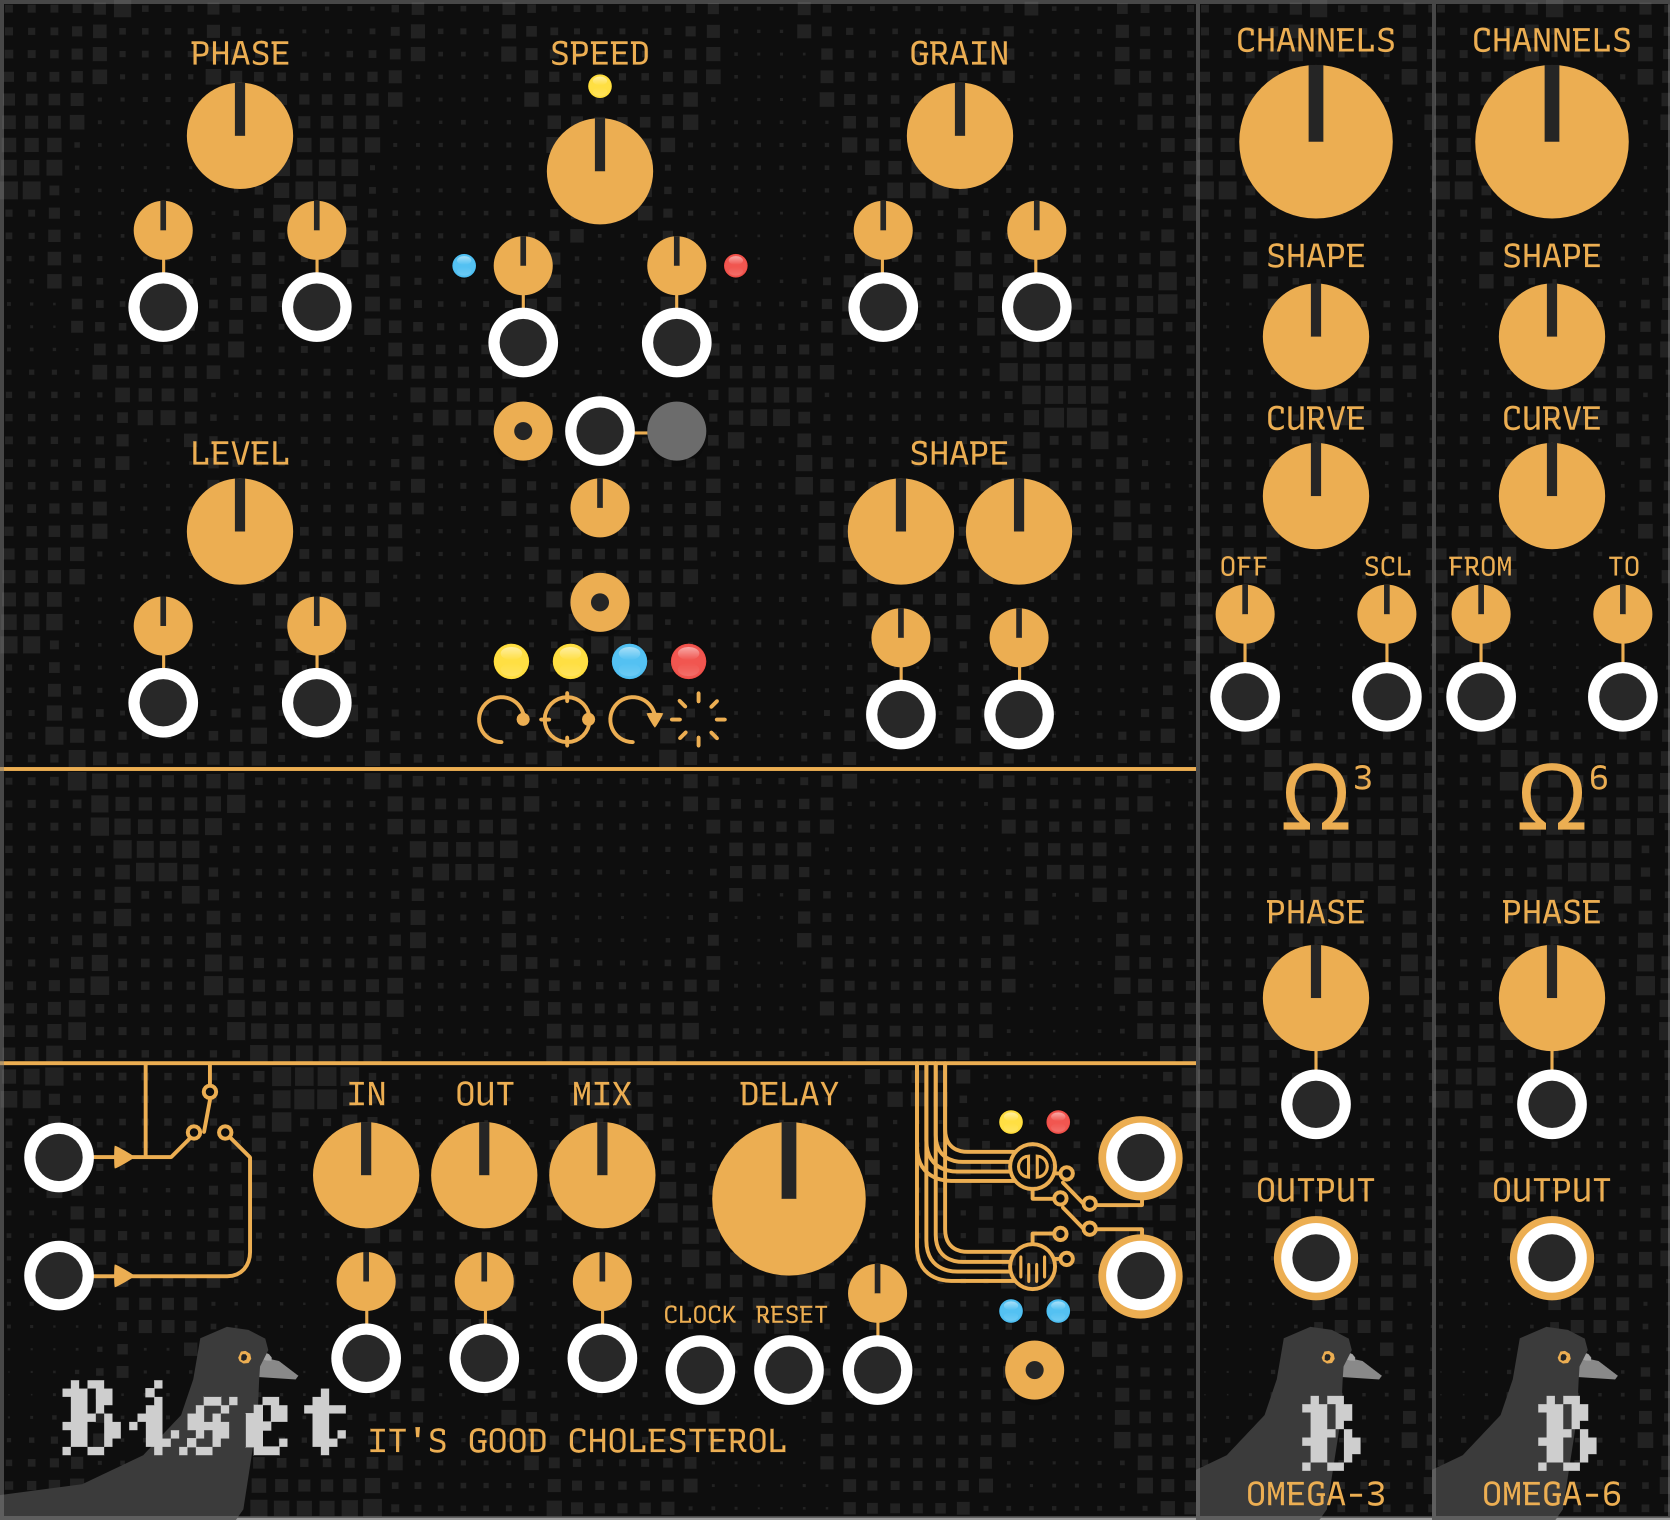 PHASE
SPEED
GRAIN
LEVEL
SHAPE
IN
OUT
MIX
DELAY
CLOCK
RESET
Biset
IT'S GOOD CHOLESTEROL
CHANNELS
SHAPE
CURVE
OFF
SCL
Ω3
PHASE
OUTPUT
B
OMEGA-3
CHANNELS
SHAPE
CURVE
FROM
TO
Ω6
PHASE
OUTPUT
B
OMEGA-6